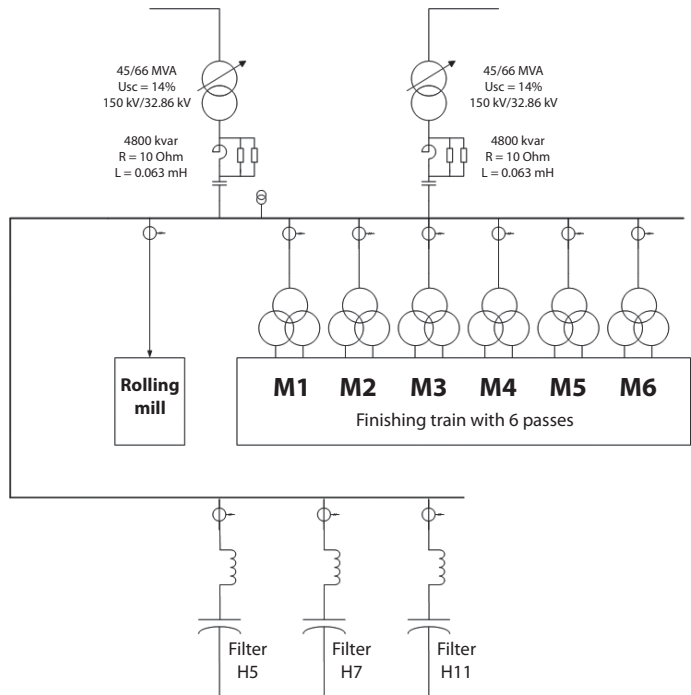 45/66 MVA
Usc = 14%
150 kV/32.86 kV
4800 kvar
R = 10 Ohm
L = 0.063 mH
45/66 MVA
Usc = 14%
150 kV/32.86 kV
4800 kvar
R = 10 Ohm
L = 0.063 mH
Rolling
mill
M1 M2 M3 M4 M5 M6
Finishing train with 6 passes
Filter
H5
Filter
H7
Filter
H11